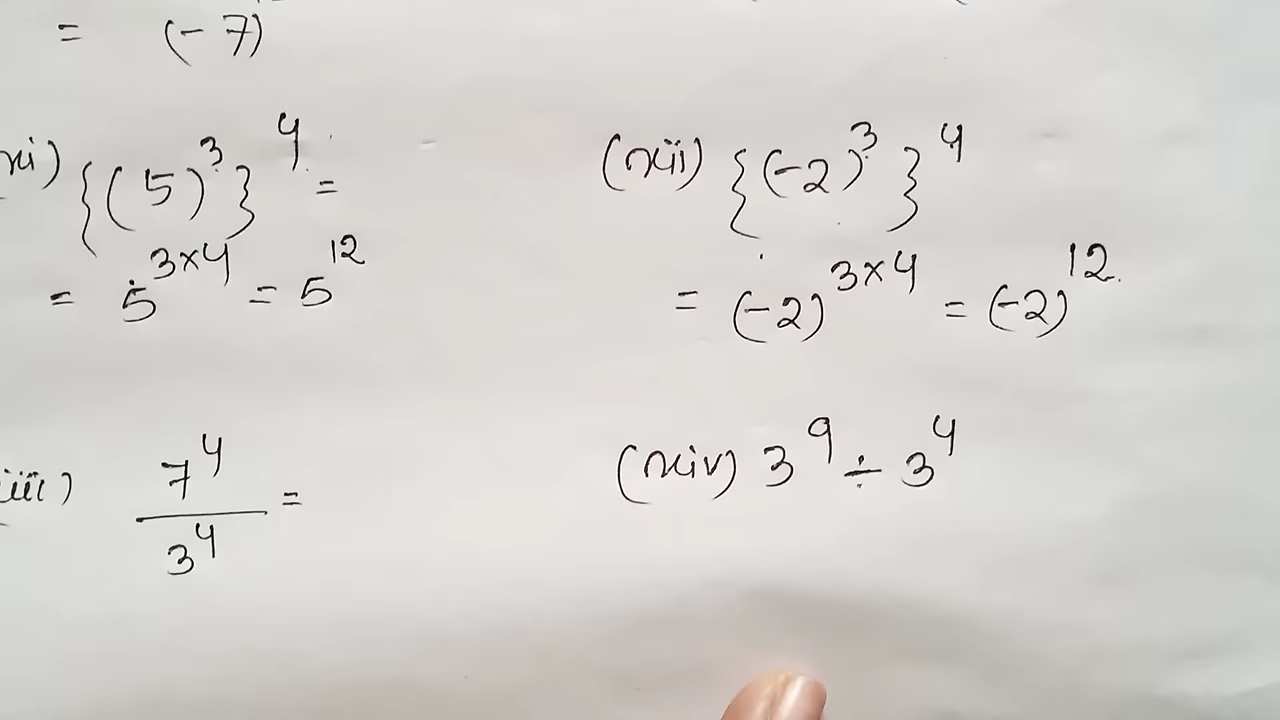 = (-7)
xi) {(5)^3}^4 =
= 5^{3×4} = 5^{12}
(xii) {(-2)^3}^4
= (-2)^{3×4} = (-2)^{12}
iii) 7^4/3^4 =
(xiv) 3^9 ÷ 3^4